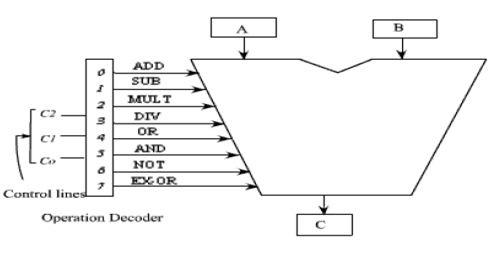 A
B
0 ADD
1 SUB
2 MULT
3 DIV
4 OR
5 AND
6 NOT
7 EX-OR
C2
C1
Co
Control lines
Operation Decoder
C